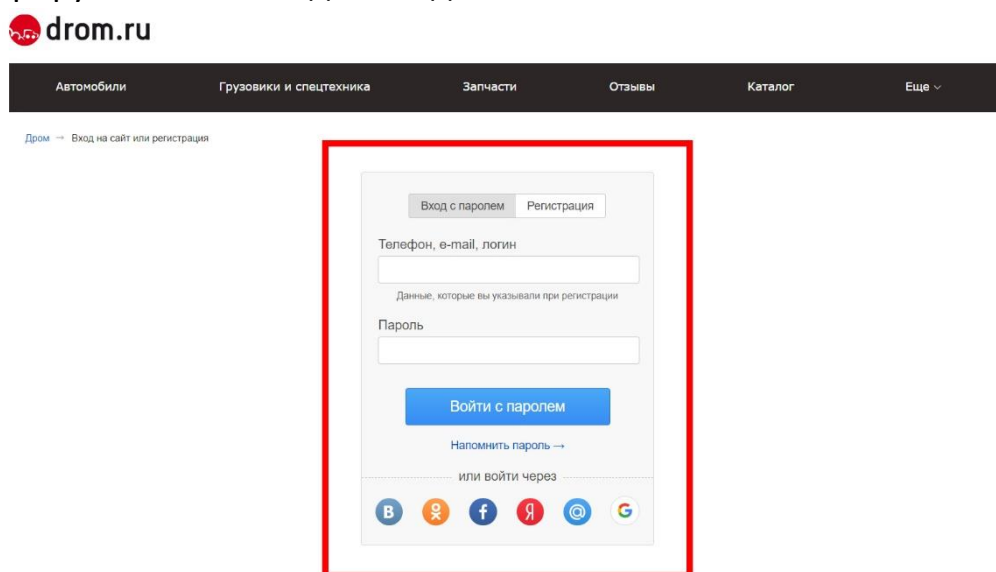 drom.ru
Автомобили Грузовики и спецтехника Запчасти Отзывы Каталог Еще
Дром → Вход на сайт или регистрация
Вход с паролем Регистрация
Телефон, e-mail, логин
Данные, которые вы указывали при регистрации
Пароль
Войти с паролем
Напомнить пароль →
или войти через
В f Я @ G